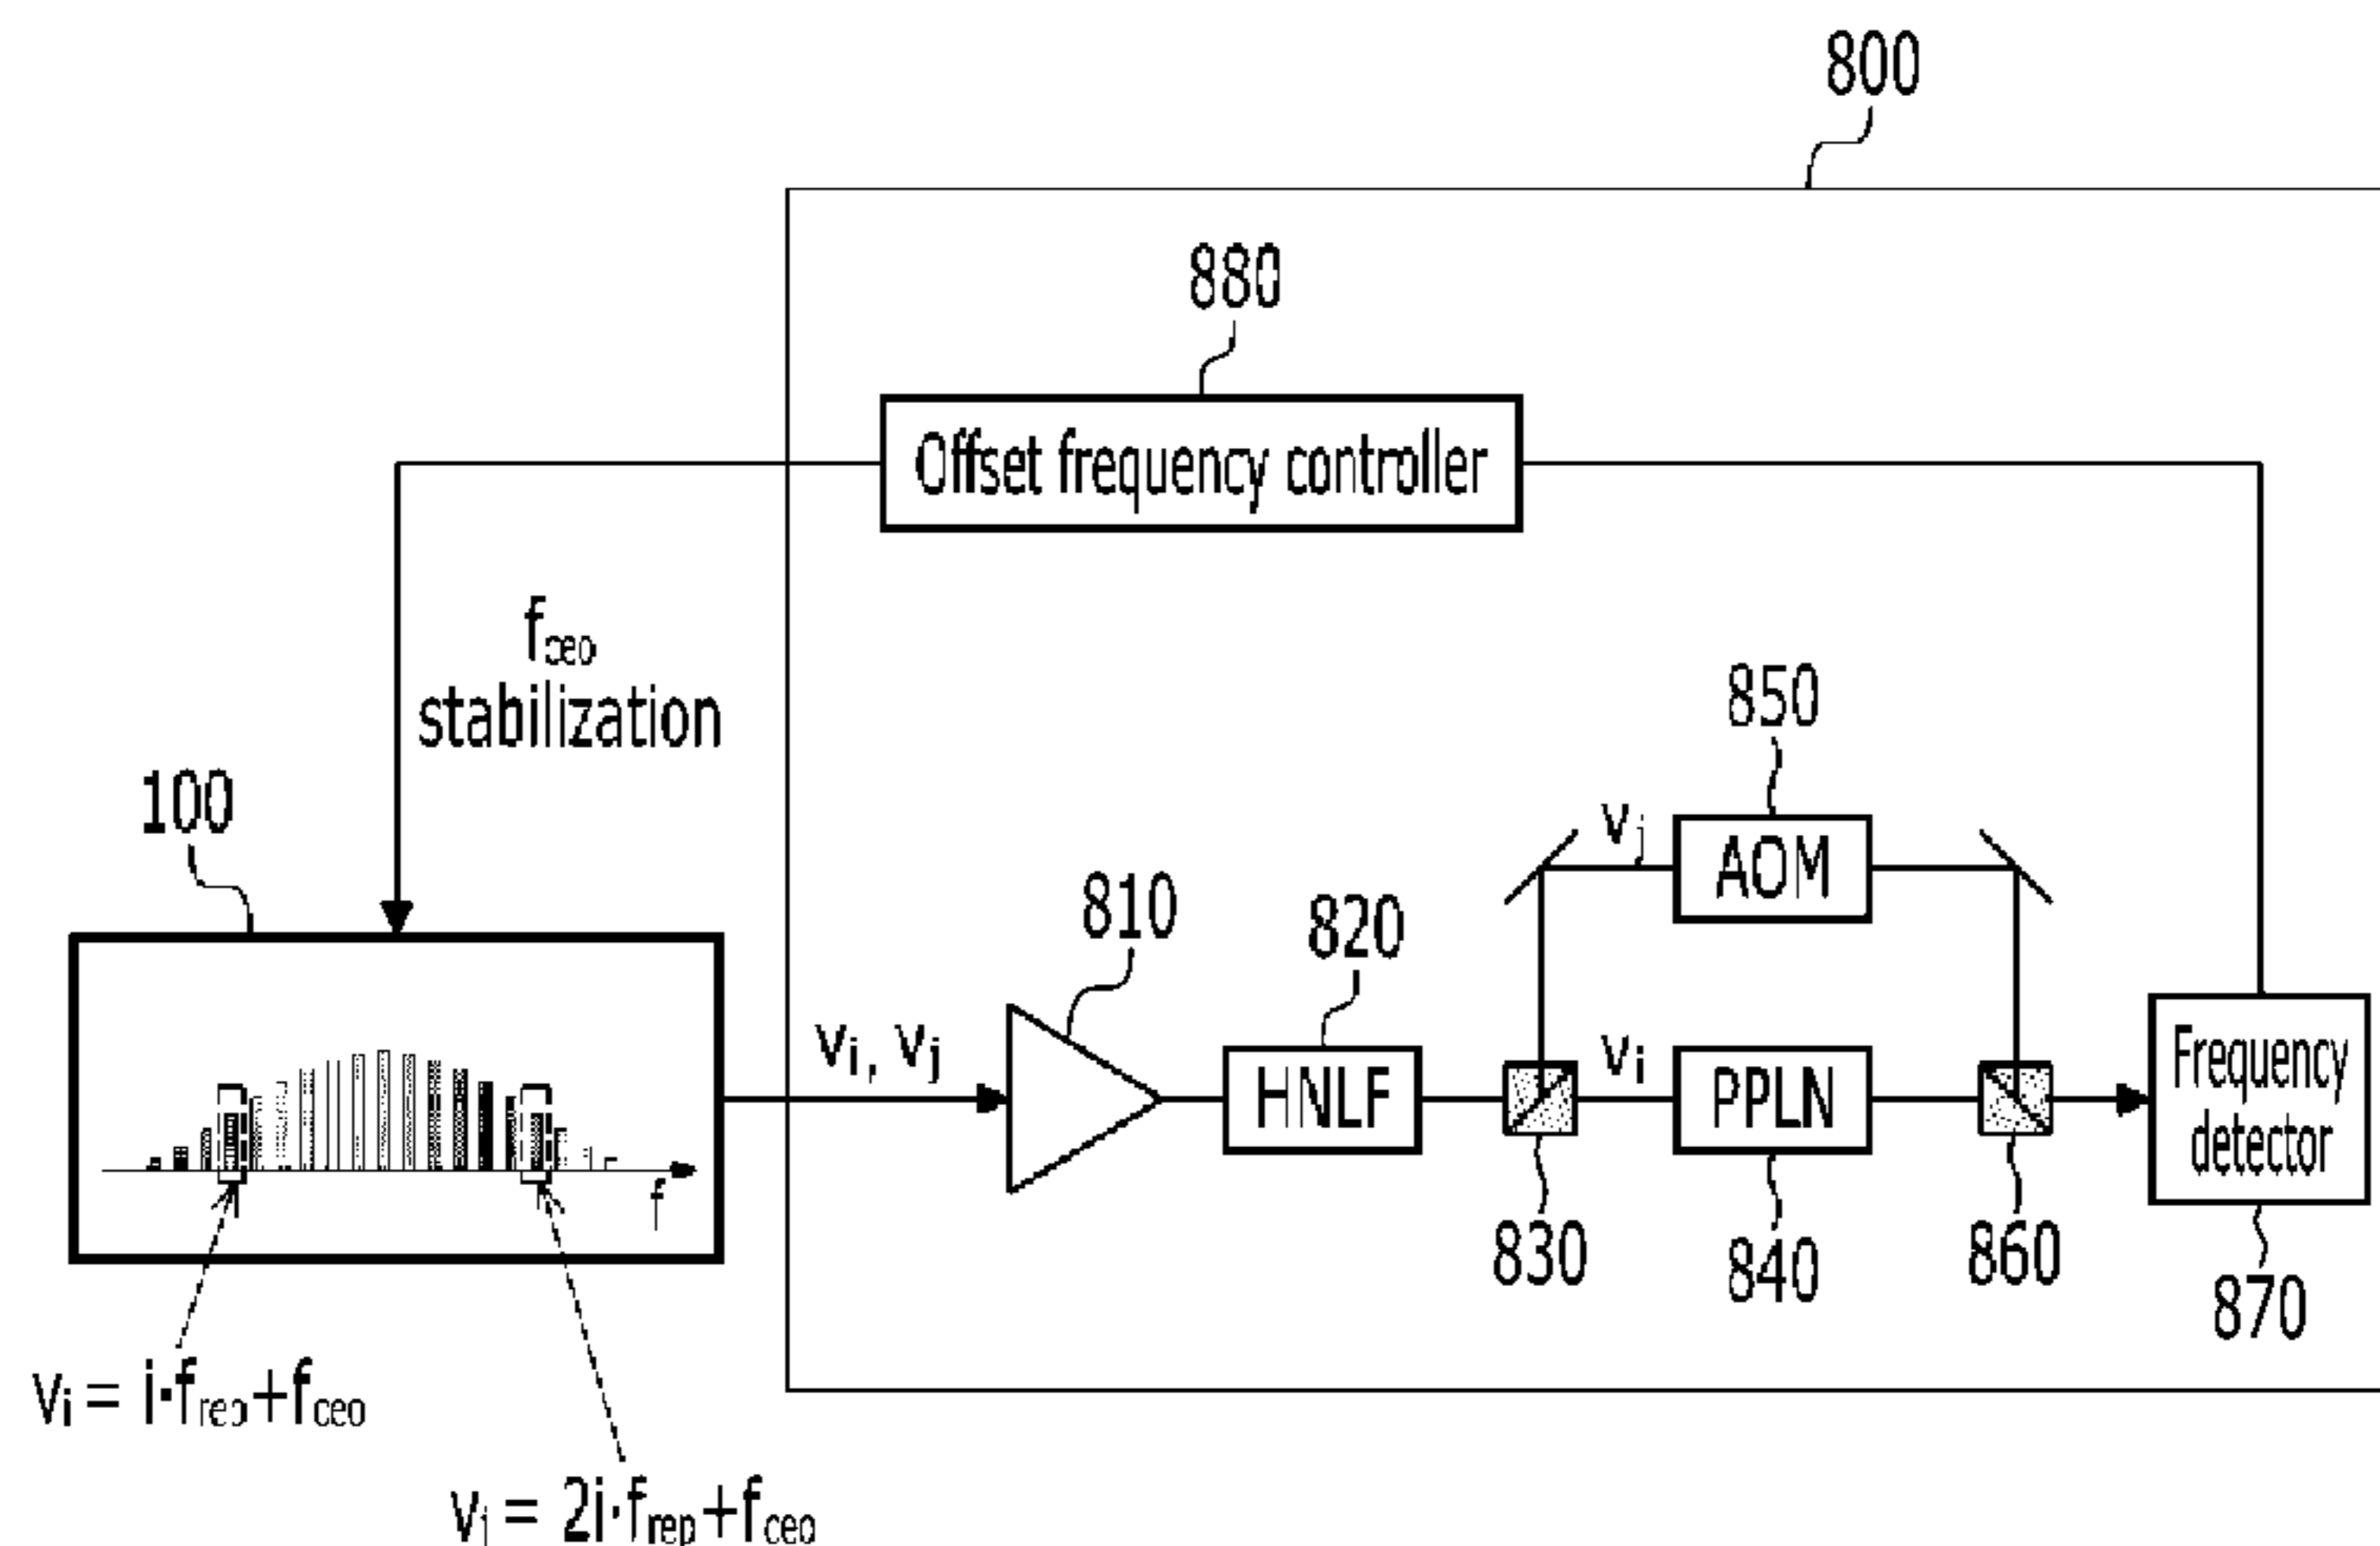 800
880
Offset frequency controller
fceo
stabilization
100
850
vj
AOM
810
820
vi, vj
HNLF
vi
PPLN
Frequency
detector
f
830
840
860
870
vi = i·frep+fceo
vj = 2i·frep+fceo